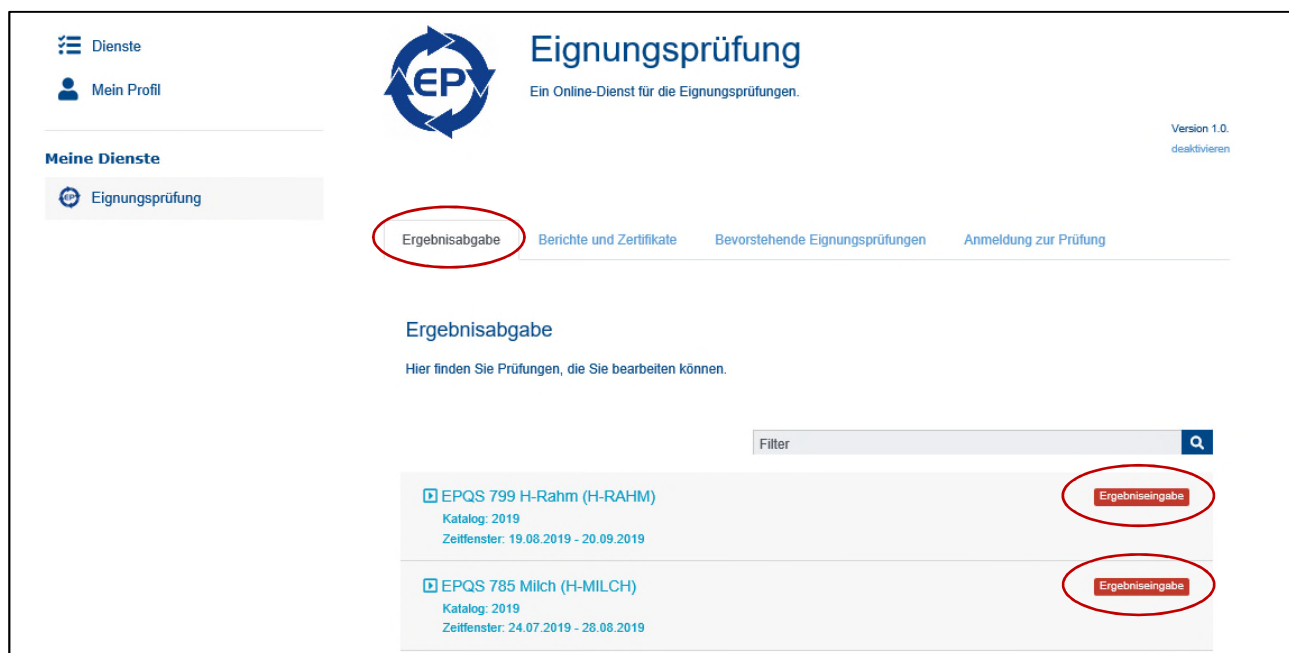 Dienste
Mein Profil
Meine Dienste
EP
Eignungsprüfung
EP
Eignungsprüfung
Ein Online-Dienst für die Eignungsprüfungen.
Version 1.0.
deaktivieren
Ergebnisabgabe Berichte und Zertifikate Bevorstehende Eignungsprüfungen Anmeldung zur Prüfung
Ergebnisabgabe
Hier finden Sie Prüfungen, die Sie bearbeiten können.
Filter
EPQS 799 H-Rahm (H-RAHM) Ergebniseingabe
Katalog: 2019
Zeitfenster: 19.08.2019 - 20.09.2019
EPQS 785 Milch (H-MILCH) Ergebniseingabe
Katalog: 2019
Zeitfenster: 24.07.2019 - 28.08.2019